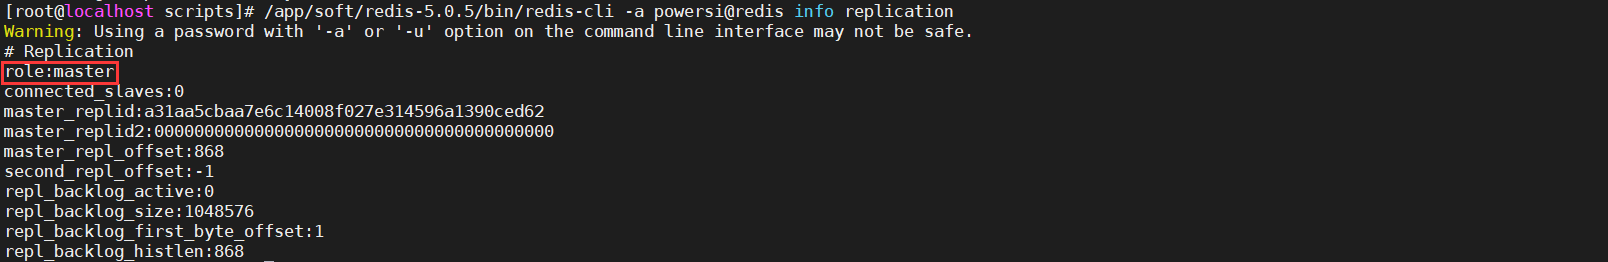 [root@localhost scripts]# /app/soft/redis-5.0.5/bin/redis-cli -a powersi@redis info replication
Warning: Using a password with '-a' or '-u' option on the command line interface may not be safe.
# Replication
role:master
connected_slaves:0
master_replid:a31aa5cbaa7e6c14008f027e314596a1390ced62
master_replid2:0000000000000000000000000000000000000000
master_repl_offset:868
second_repl_offset:-1
repl_backlog_active:0
repl_backlog_size:1048576
repl_backlog_first_byte_offset:1
repl_backlog_histlen:868